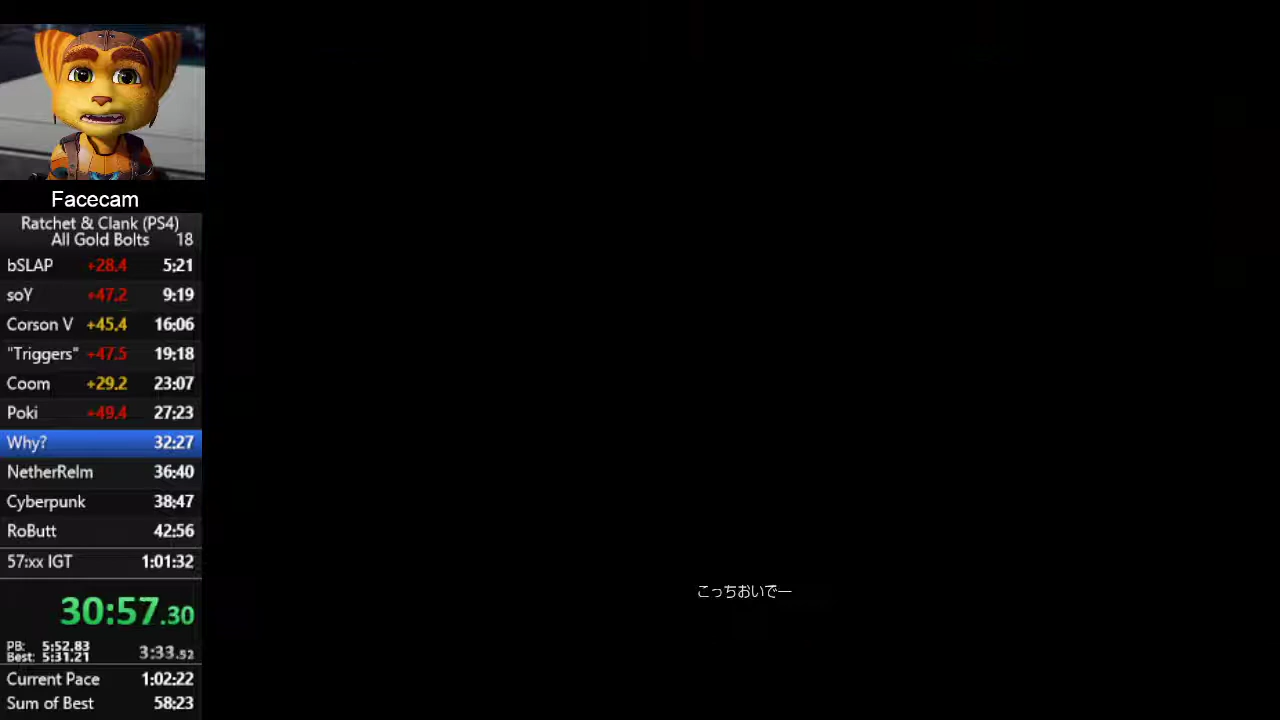 Facecam
Ratchet & Clank (PS4)
All Gold Bolts 18
bSLAP +28.4 5:21
soY +47.2 9:19
Corson V +45.4 16:06
"Triggers" +47.5 19:18
Coom +29.2 23:07
Poki +49.4 27:23
Why? 32:27
NetherRelm 36:40
Cyberpunk 38:47
RoButt 42:56
57:xx IGT 1:01:32
30:57.30
PB: 5:52.83
Best: 5:31.21 3:33.52
Current Pace 1:02:22
Sum of Best 58:23
こっちおいでー